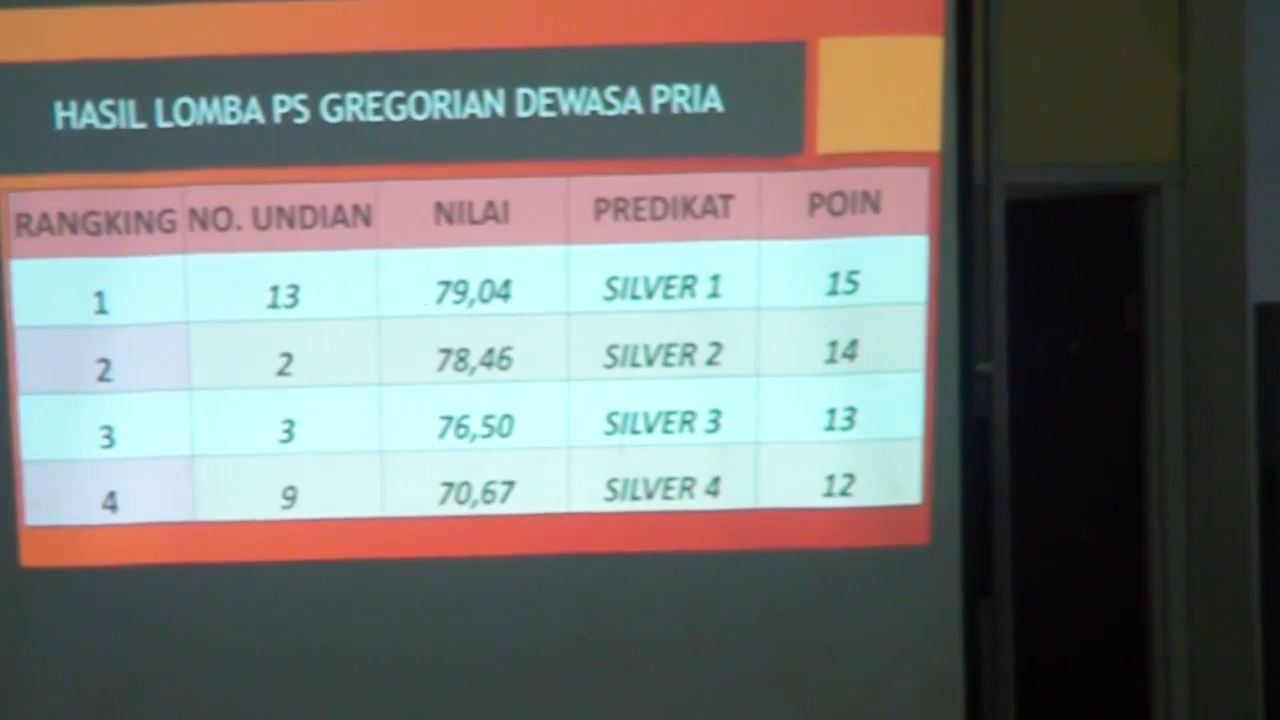 HASIL LOMBA PS GREGORIAN DEWASA PRIA
RANGKING NO. UNDIAN NILAI PREDIKAT POIN
1 13 79,04 SILVER 1 15
2 2 78,46 SILVER 2 14
3 3 76,50 SILVER 3 13
4 9 70,67 SILVER 4 12